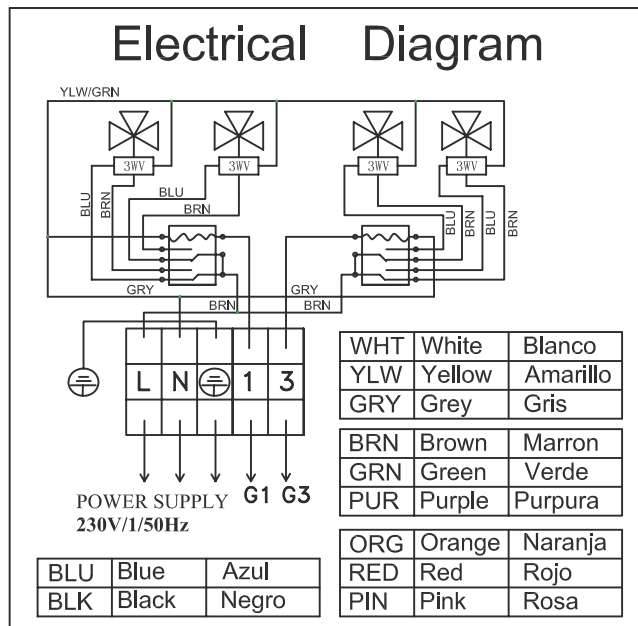 Electrical Diagram
YLW/GRN
3WV 3WV 3WV 3WV
BLU BRN BLU BRN BLU BRN BLU BRN
GRY GRY
BRN BRN
L N 1 3
POWER SUPPLY G1 G3
230V/1/50Hz
WHT White Blanco
YLW Yellow Amarillo
GRY Grey Gris
BRN Brown Marron
GRN Green Verde
PUR Purple Purpura
ORG Orange Naranja
RED Red Rojo
PIN Pink Rosa
BLU Blue Azul
BLK Black Negro